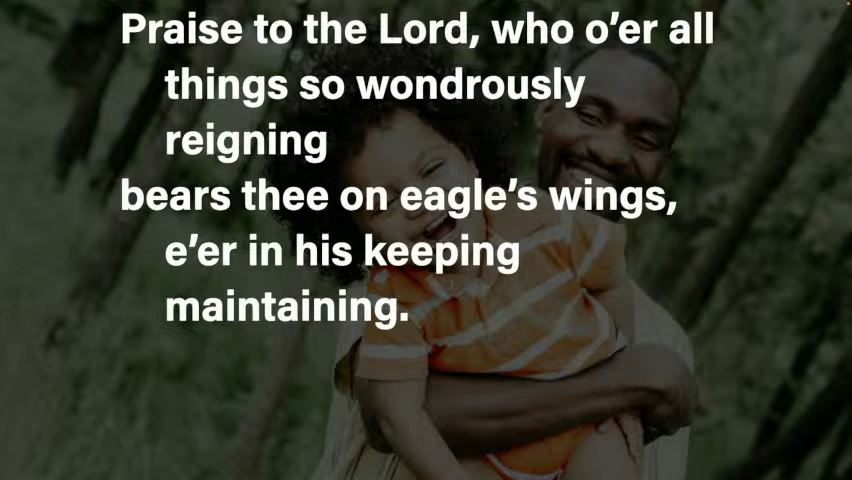 Praise to the Lord, who o’er all
things so wondrously
reigning
bears thee on eagle’s wings,
e’er in his keeping
maintaining.